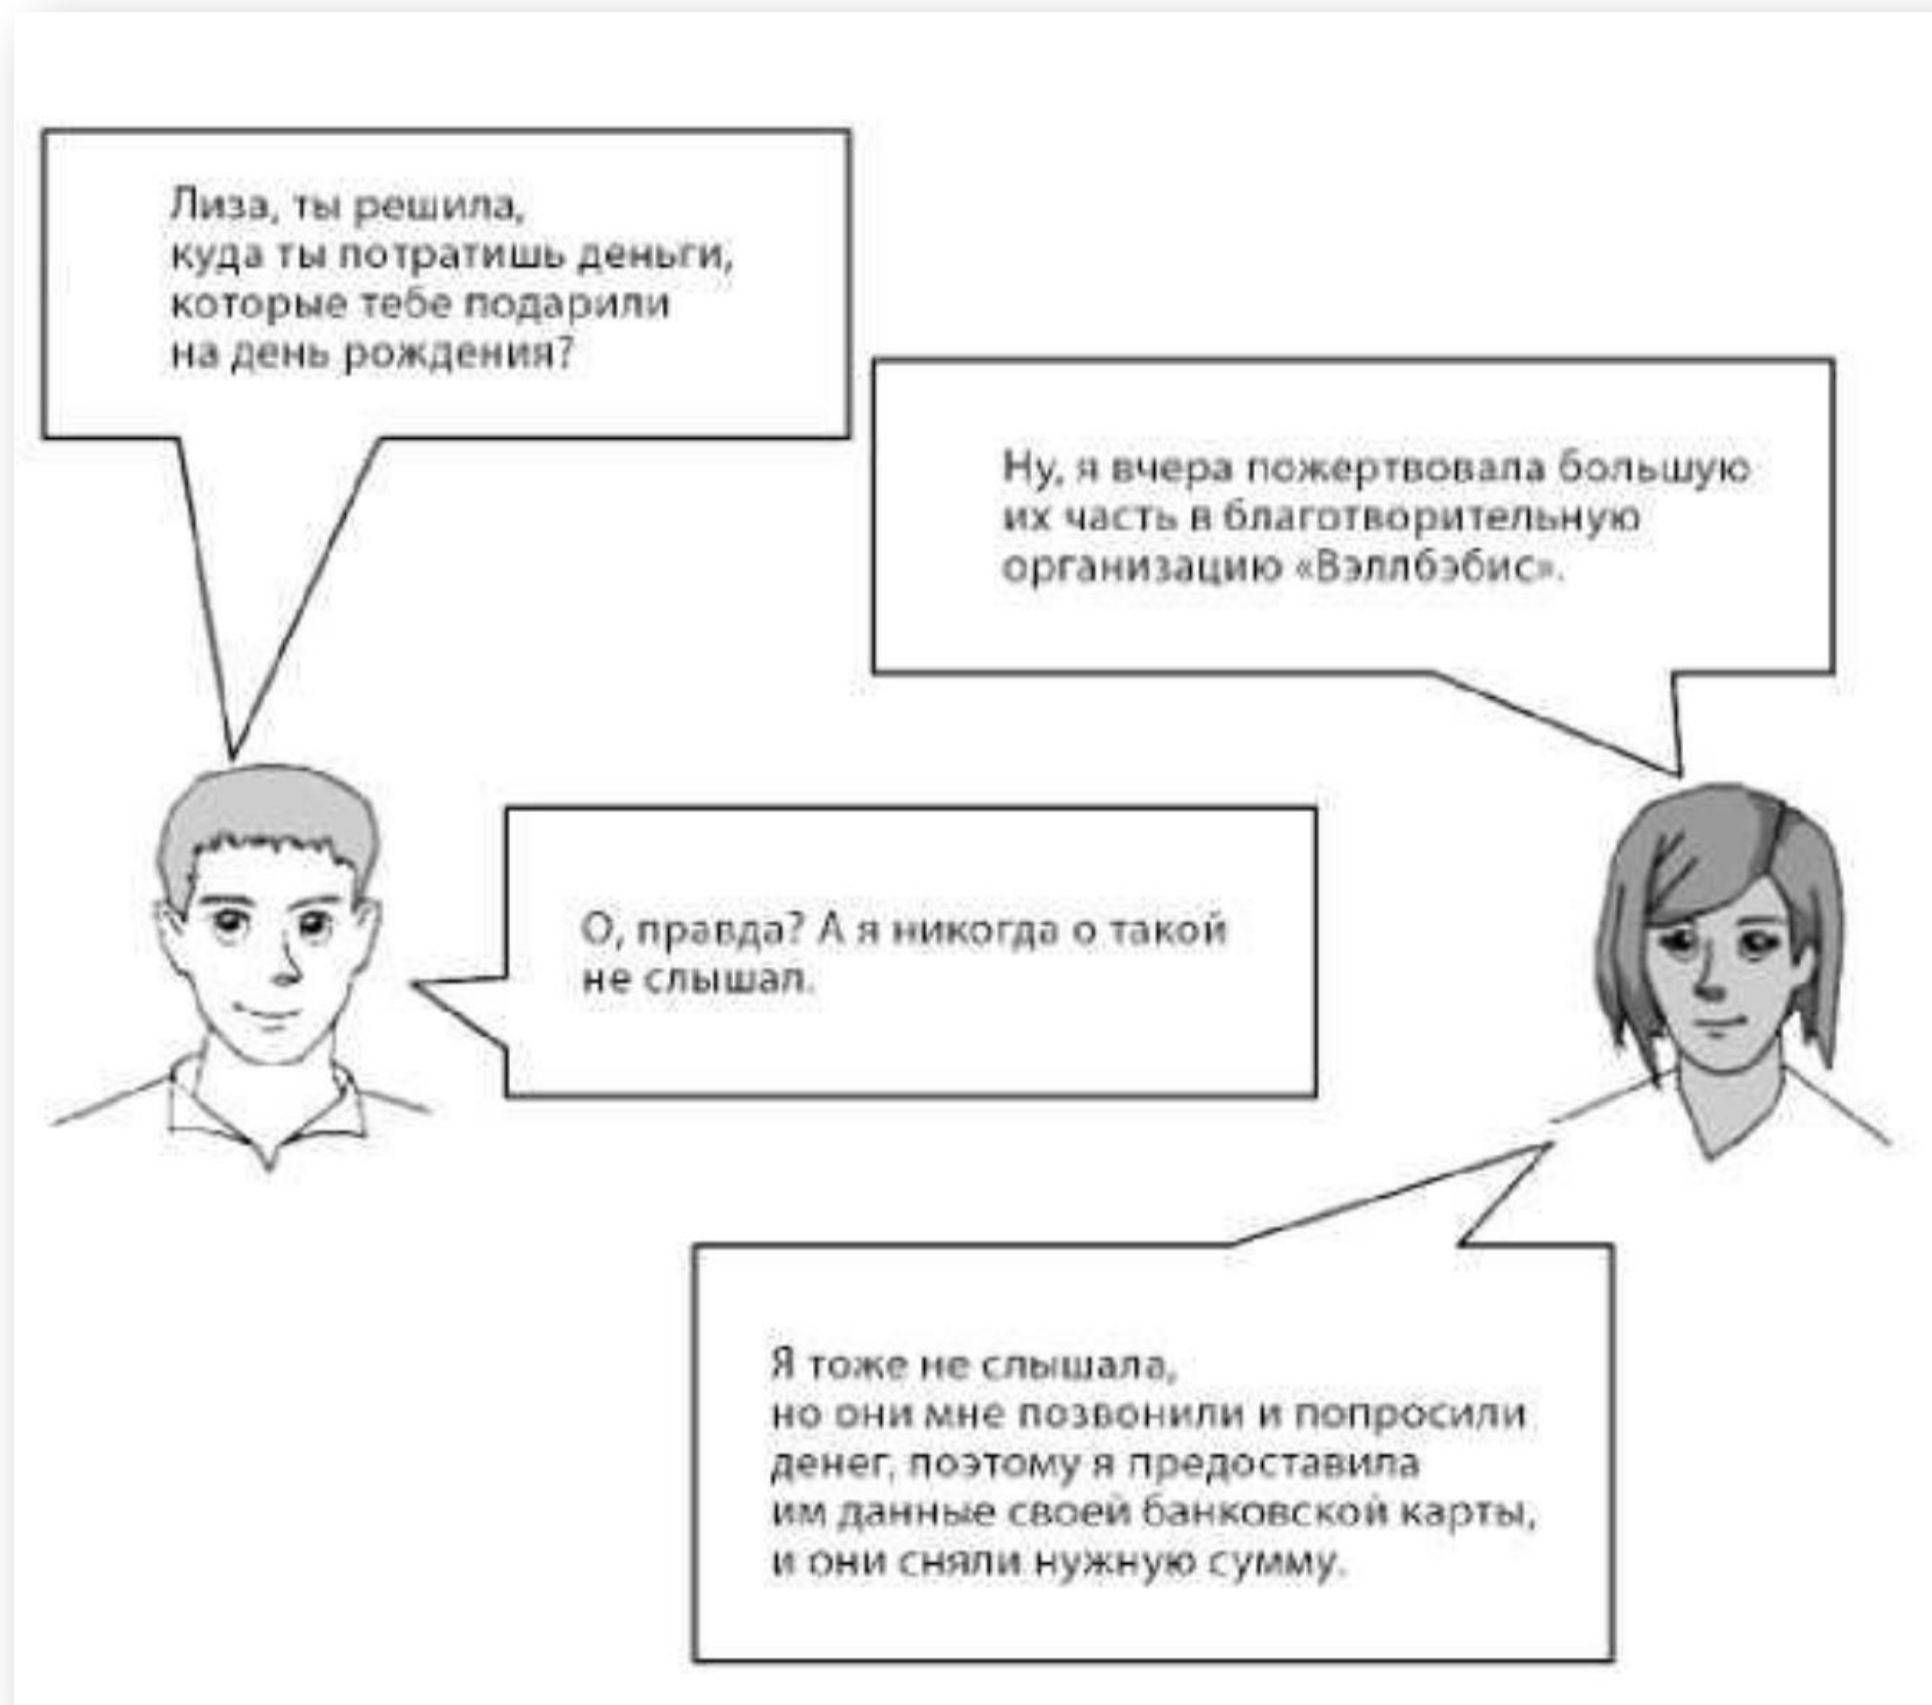 Лиза, ты решила,
куда ты потратишь деньги,
которые тебе подарили
на день рождения?
Ну, я вчера пожертвовала большую
их часть в благотворительную
организацию «Вэллбэбис».
О, правда? А я никогда о такой
не слышал.
Я тоже не слышала,
но они мне позвонили и попросили
денег, поэтому я предоставила
им данные своей банковской карты,
и они сняли нужную сумму.